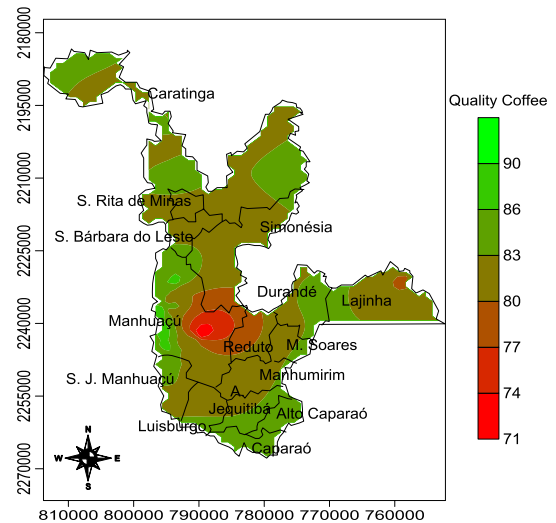 2180000
2195000
2210000
2225000
2240000
2255000
2270000
Caratinga
S. Rita de Minas
S. Bárbara do Leste
Simonésia
Durandé
Lajinha
Manhuaçú
Reduto
M. Soares
S. J. Manhuaçú
Manhumirim
A
Jequitibá
Alto Caparaó
Luisburgo
Caparaó
N
W E
S
810000 800000 790000 780000 770000 760000
Quality Coffee
90
86
83
80
77
74
71